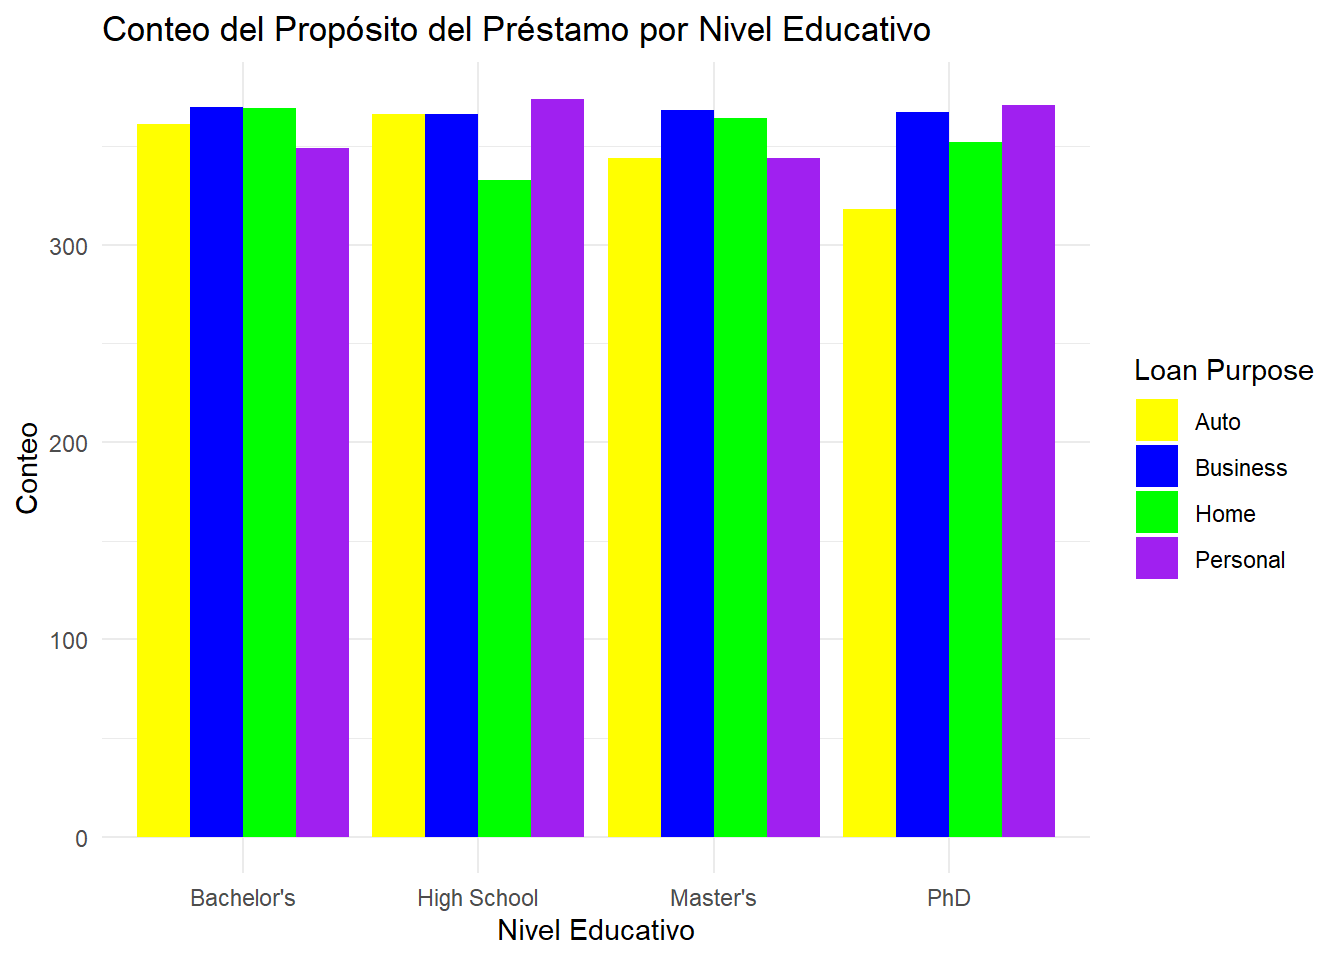 Conteo del Propósito del Préstamo por Nivel Educativo
Conteo
300
200
100
0
Bachelor's
High School
Master's
PhD
Nivel Educativo
Loan Purpose
Auto
Business
Home
Personal